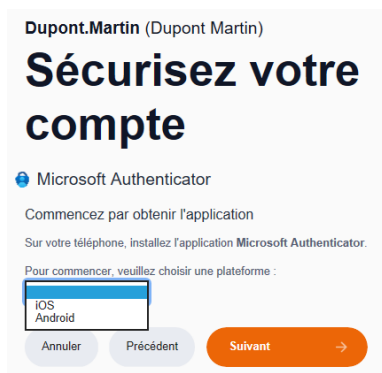 Dupont.Martin (Dupont Martin)
Sécurisez votre
compte
Microsoft Authenticator
Commencez par obtenir l'application
Sur votre téléphone, installez l'application Microsoft Authenticator.
Pour commencer, veuillez choisir une plateforme :
iOS
Android
Annuler Précédent Suivant